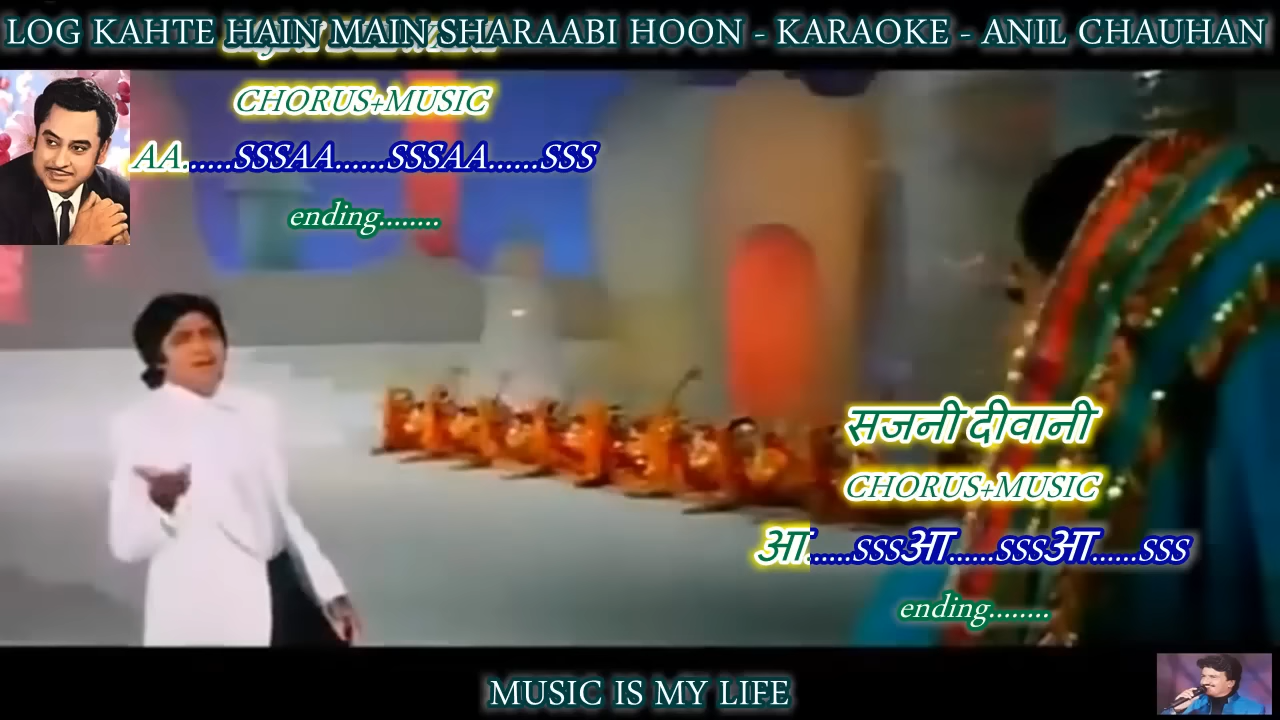 LOG KAHTE HAIN MAIN SHARAABI HOON - KARAOKE - ANIL CHAUHAN
CHORUS+MUSIC
AA......SSSAA......SSSAA......SSS
ending........
सजनी दीवानी
CHORUS+MUSIC
आ......SSSआ......SSSआ......SSS
ending........
MUSIC IS MY LIFE